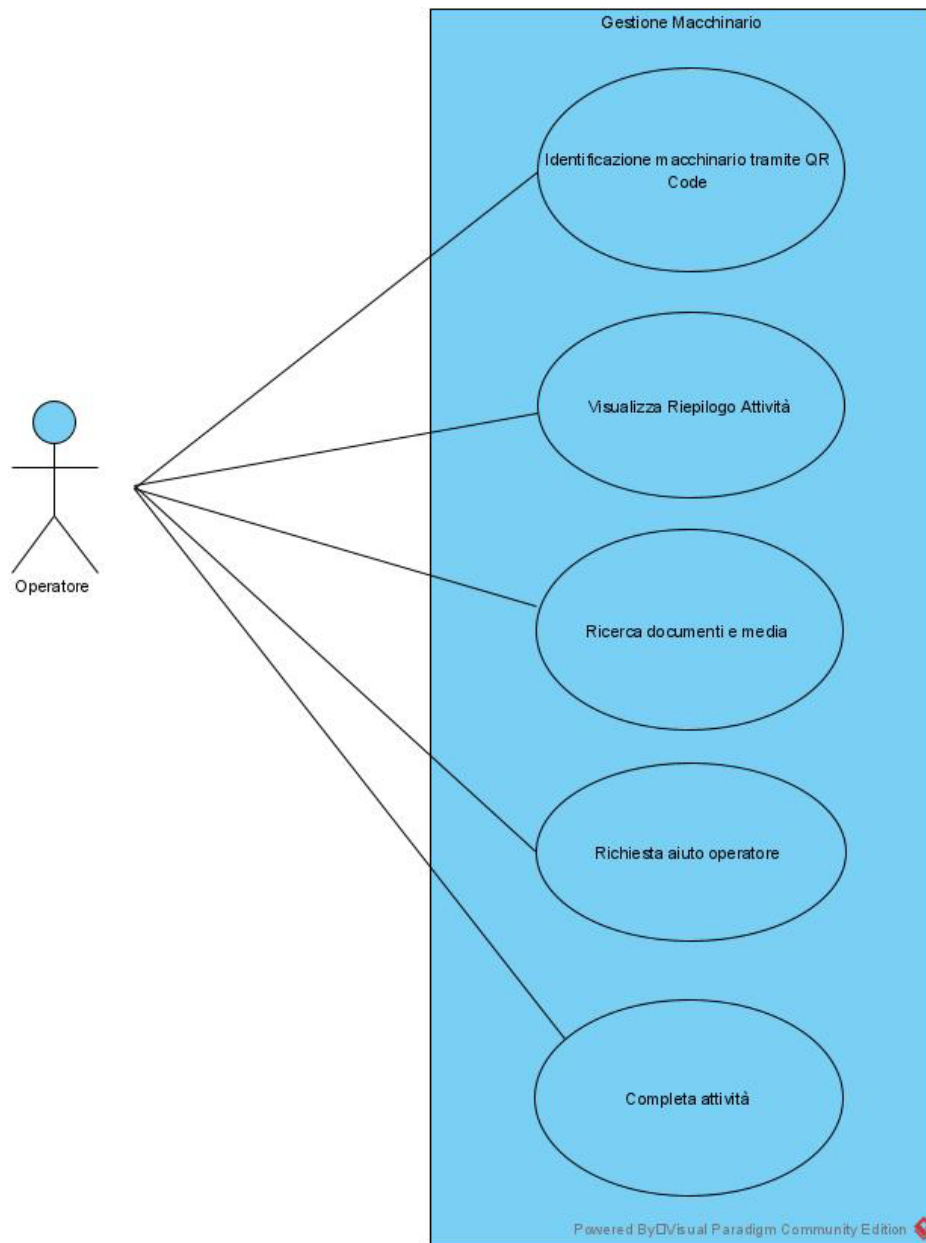 Gestione Macchinario
Identificazione macchinario tramite QR
Code
Visualizza Riepilogo Attività
Operatore
Ricerca documenti e media
Richiesta aiuto operatore
Completa attività
Powered By□Visual Paradigm Community Edition